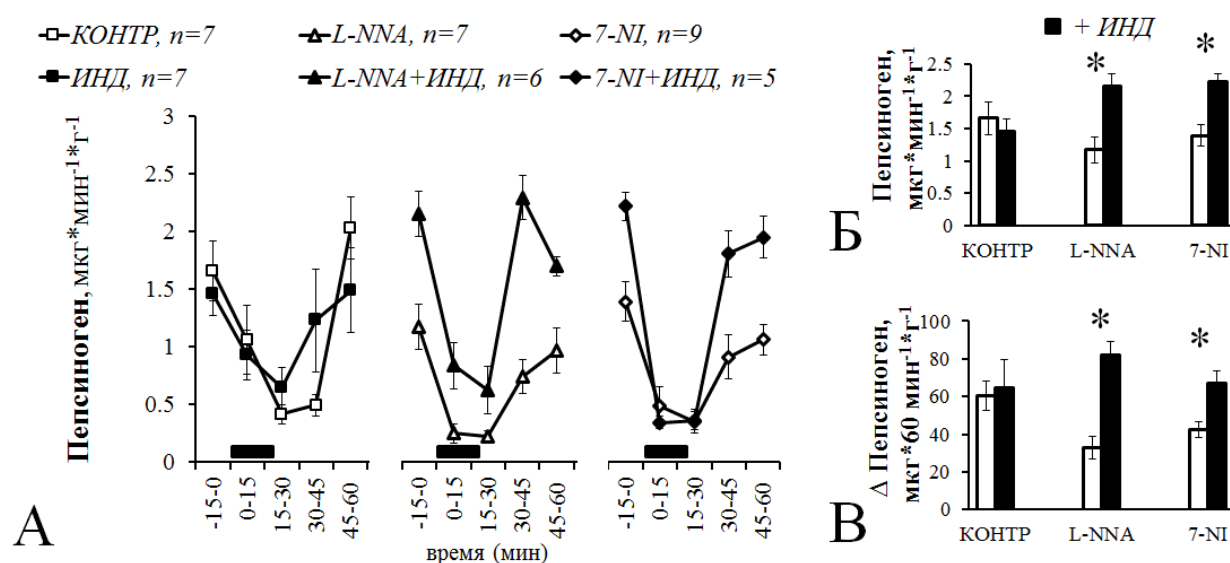 КОНТР, n=7
L-NNA, n=7
7-NI, n=9
ИНД, n=7
L-NNA+ИНД, n=6
7-NI+ИНД, n=5
Пепсиноген, мкг*мин-1*г-1
3
2.5
2
1.5
1
0.5
0
-15-0
0-15
15-30
30-45
45-60
-15-0
0-15
15-30
30-45
45-60
-15-0
0-15
15-30
30-45
45-60
время (мин)
А
+ ИНД
Пепсиноген,
мкг*мин-1*г-1
2.5
2
1.5
1
0.5
0
* *
КОНТР
L-NNA
7-NI
Б
Δ Пепсиноген,
мкг*60 мин-1*г-1
100
80
60
40
20
0
* *
КОНТР
L-NNA
7-NI
В